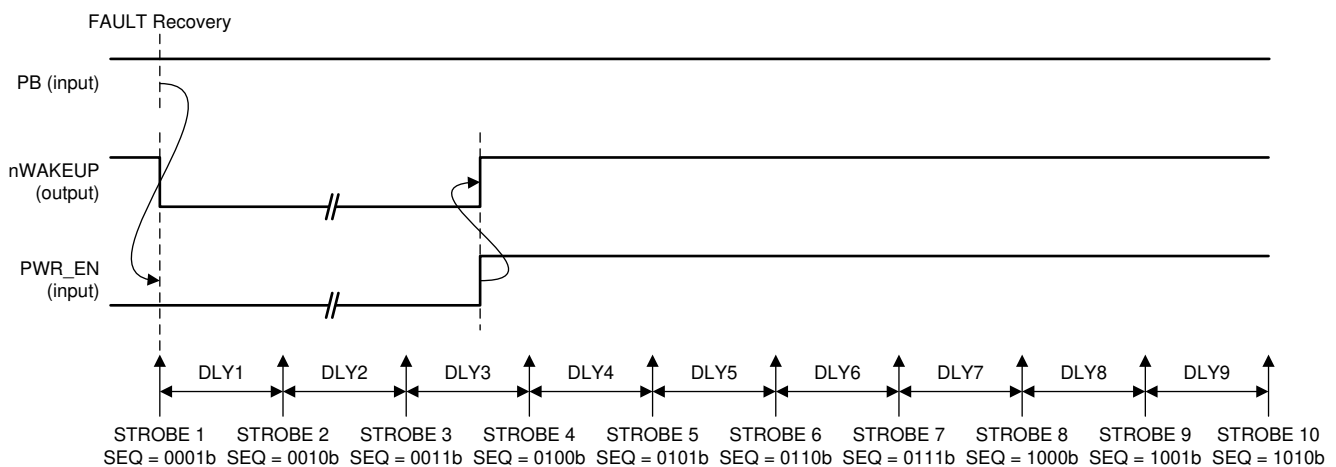 FAULT Recovery
PB (input)
nWAKEUP
(output)
PWR_EN
(input)
DLY1 DLY2 DLY3 DLY4 DLY5 DLY6 DLY7 DLY8 DLY9
STROBE 1 STROBE 2 STROBE 3 STROBE 4 STROBE 5 STROBE 6 STROBE 7 STROBE 8 STROBE 9 STROBE 10
SEQ = 0001b SEQ = 0010b SEQ = 0011b SEQ = 0100b SEQ = 0101b SEQ = 0110b SEQ = 0111b SEQ = 1000b SEQ = 1001b SEQ = 1010b